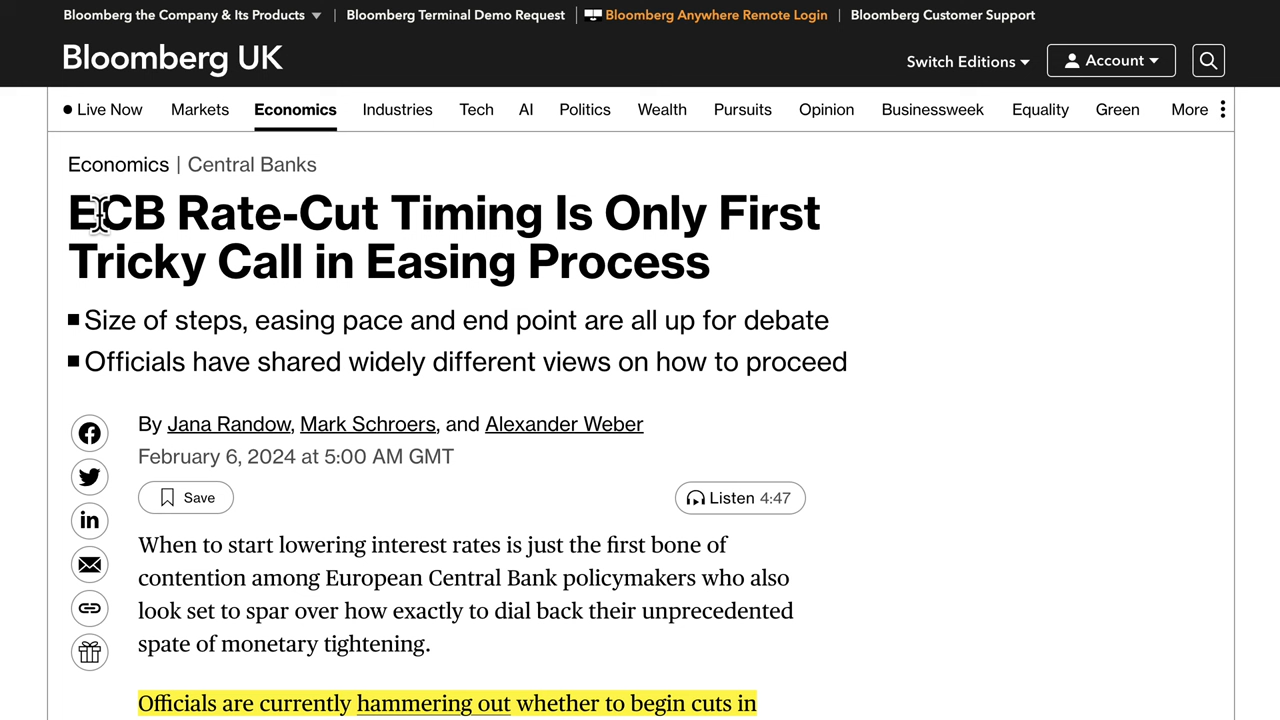 Bloomberg the Company & Its Products
Bloomberg Terminal Demo Request
Bloomberg Anywhere Remote Login
Bloomberg Customer Support
Bloomberg UK
Switch Editions
Account
Live Now
Markets
Economics
Industries
Tech
AI
Politics
Wealth
Pursuits
Opinion
Businessweek
Equality
Green
More
Economics | Central Banks
ECB Rate-Cut Timing Is Only First
Tricky Call in Easing Process
Size of steps, easing pace and end point are all up for debate
Officials have shared widely different views on how to proceed
By Jana Randow, Mark Schroers, and Alexander Weber
February 6, 2024 at 5:00 AM GMT
Save
Listen 4:47
When to start lowering interest rates is just the first bone of
contention among European Central Bank policymakers who also
look set to spar over how exactly to dial back their unprecedented
spate of monetary tightening.
Officials are currently hammering out whether to begin cuts in